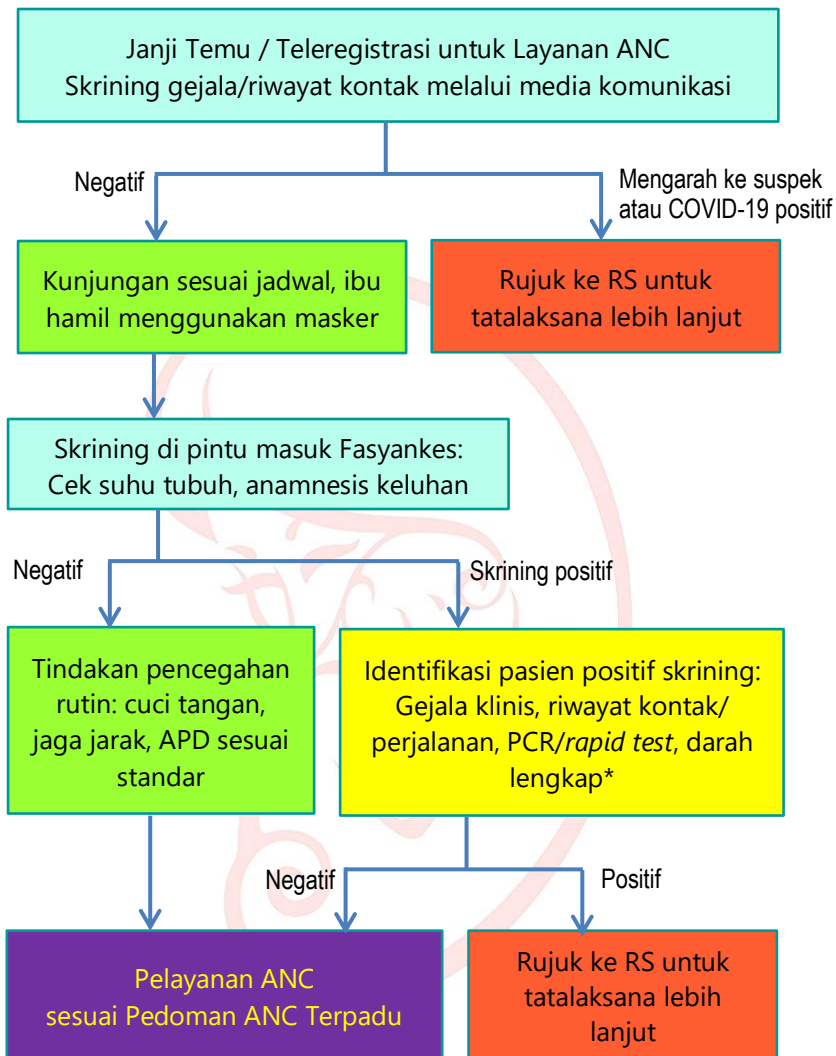 Janji Temu / Teleregistrasi untuk Layanan ANC
Skrining gejala/riwayat kontak melalui media komunikasi
Negatif
Mengarah ke suspek
atau COVID-19 positif
Kunjungan sesuai jadwal, ibu
hamil menggunakan masker
Rujuk ke RS untuk
tatalaksana lebih lanjut
Skrining di pintu masuk Fasyankes:
Cek suhu tubuh, anamnesis keluhan
Negatif
Skrining positif
Tindakan pencegahan
rutin: cuci tangan,
jaga jarak, APD sesuai
standar
Identifikasi pasien positif skrining:
Gejala klinis, riwayat kontak/
perjalanan, PCR/rapid test, darah
lengkap*
Negatif
Positif
Pelayanan ANC
sesuai Pedoman ANC Terpadu
Rujuk ke RS untuk
tatalaksana lebih
lanjut